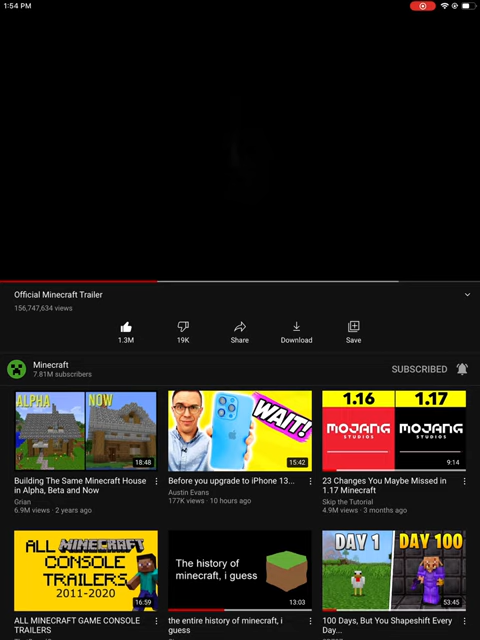 1:54 PM
Official Minecraft Trailer
156,747,634 views
1.3M
19K
Share
Download
Save
Minecraft
7.81M subscribers
SUBSCRIBED
ALPHA
NOW
18:48
WAIT!
15:42
1.16
1.17
MOJANG
STUDIOS
MOJANG
STUDIOS
9:14
Building The Same Minecraft House
in Alpha, Beta and Now
Grian
6.9M views · 2 years ago
Before you upgrade to iPhone 13...
Austin Evans
177K views · 10 hours ago
23 Changes You Maybe Missed in
1.17 Minecraft
Skip the Tutorial
4.9M views · 3 months ago
ALL MINECRAFT
CONSOLE
TRAILERS
2011-2020
16:59
The history of
minecraft, i guess
13:03
DAY 1
DAY 100
53:45
ALL MINECRAFT GAME CONSOLE
TRAILERS
the entire history of minecraft, i
guess
100 Days, But You Shapeshift Every
Day...